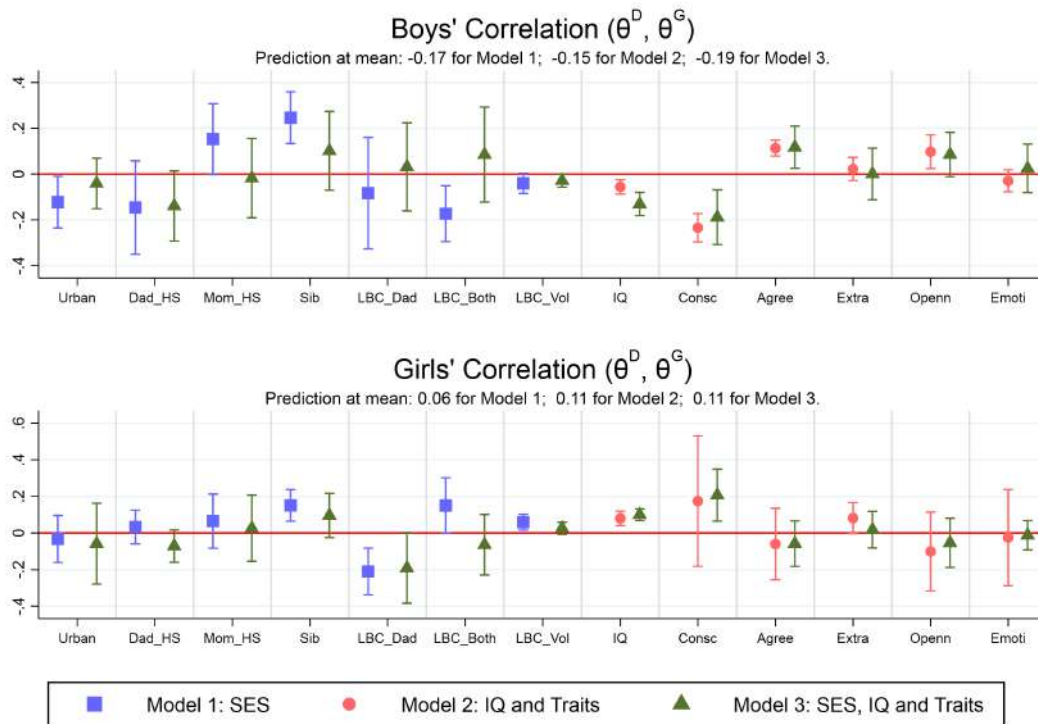 Boys' Correlation (θᴰ, θᴳ)
Prediction at mean: -0.17 for Model 1;  -0.15 for Model 2;  -0.19 for Model 3.
.4
.2
0
-.2
-.4
Urban Dad_HS Mom_HS Sib LBC_Dad LBC_Both LBC_Vol IQ Consc Agree Extra Openn Emoti
Girls' Correlation (θᴰ, θᴳ)
Prediction at mean: 0.06 for Model 1;  0.11 for Model 2;  0.11 for Model 3.
.6
.4
.2
0
-.2
-.4
Urban Dad_HS Mom_HS Sib LBC_Dad LBC_Both LBC_Vol IQ Consc Agree Extra Openn Emoti
Model 1: SES Model 2: IQ and Traits Model 3: SES, IQ and Traits